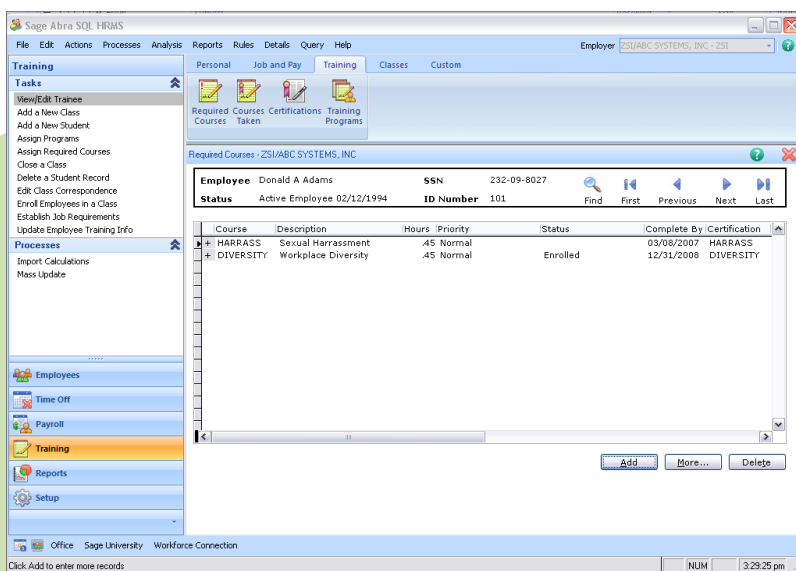 Sage Abra SQL HRMS
File Edit Actions Processes Analysis Reports Rules Details Query Help
Employer ZSI/ABC SYSTEMS, INC - ZSI
Training
Tasks
View/Edit Trainee
Add a New Class
Add a New Student
Assign Programs
Assign Required Courses
Close a Class
Delete a Student Record
Edit Class Correspondence
Enroll Employees in a Class
Establish Job Requirements
Update Employee Training Info
Processes
Import Calculations
Mass Update
Employees
Time Off
Payroll
Training
Reports
Setup
Personal Job and Pay Training Classes Custom
Required Courses Courses Taken Certifications Training Programs
Required Courses - ZSI/ABC SYSTEMS, INC
Employee Donald A Adams SSN 232-09-8027
Status Active Employee 02/12/1994 ID Number 101
Find First Previous Next Last
Course Description Hours Priority Status Complete By Certification
+ HARRASS Sexual Harrassment .45 Normal 03/08/2007 HARRASS
+ DIVERSITY Workplace Diversity .45 Normal Enrolled 12/31/2008 DIVERSITY
Add More... Delete
Office Sage University Workforce Connection
Click Add to enter more records NUM 3:29:25 pm